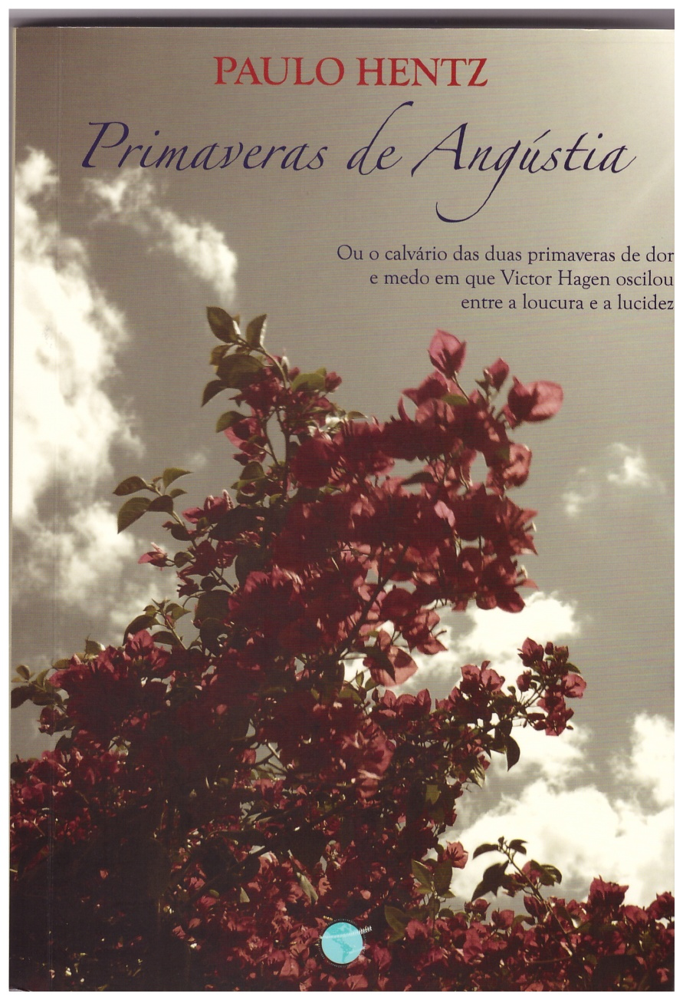 PAULO HENTZ
Primaveras de Angústia
Ou o calvário das duas primaveras de dor
e medo em que Victor Hagen oscilou
entre a loucura e a lucidez